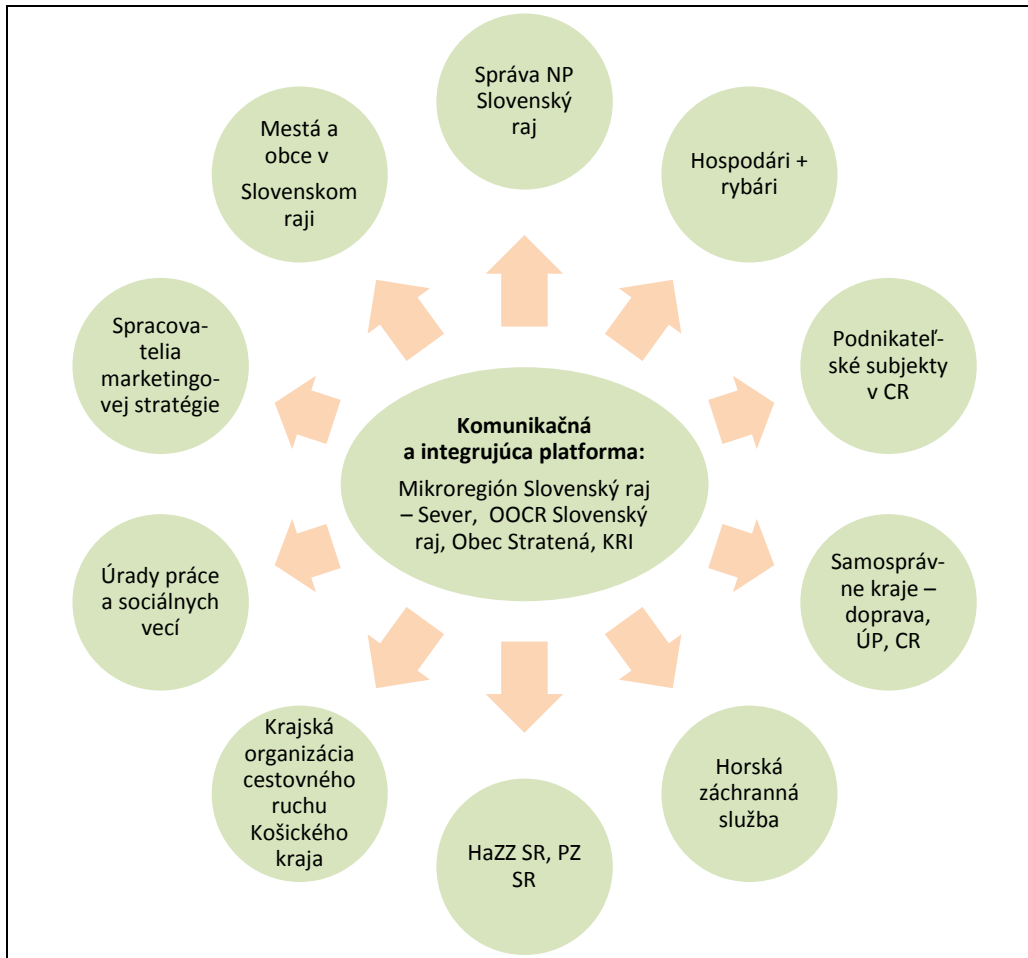 Správa NP
Slovenský
raj
Hospodári +
rybári
Podnikateľ-
ské subjekty
v CR
Samospráv-
ne kraje –
doprava,
ÚP, CR
Horská
záchranná
služba
HaZZ SR, PZ
SR
Krajská
organizácia
cestovného
ruchu
Košického
kraja
Úrady práce
a sociálnych
vecí
Spracova-
telia
marketingo-
vej stratégie
Mestá a
obce v
Slovenskom
raji
Komunikačná
a integrujúca platforma:
Mikroregión Slovenský raj
– Sever, OOCR Slovenský
raj, Obec Stratená, KRI